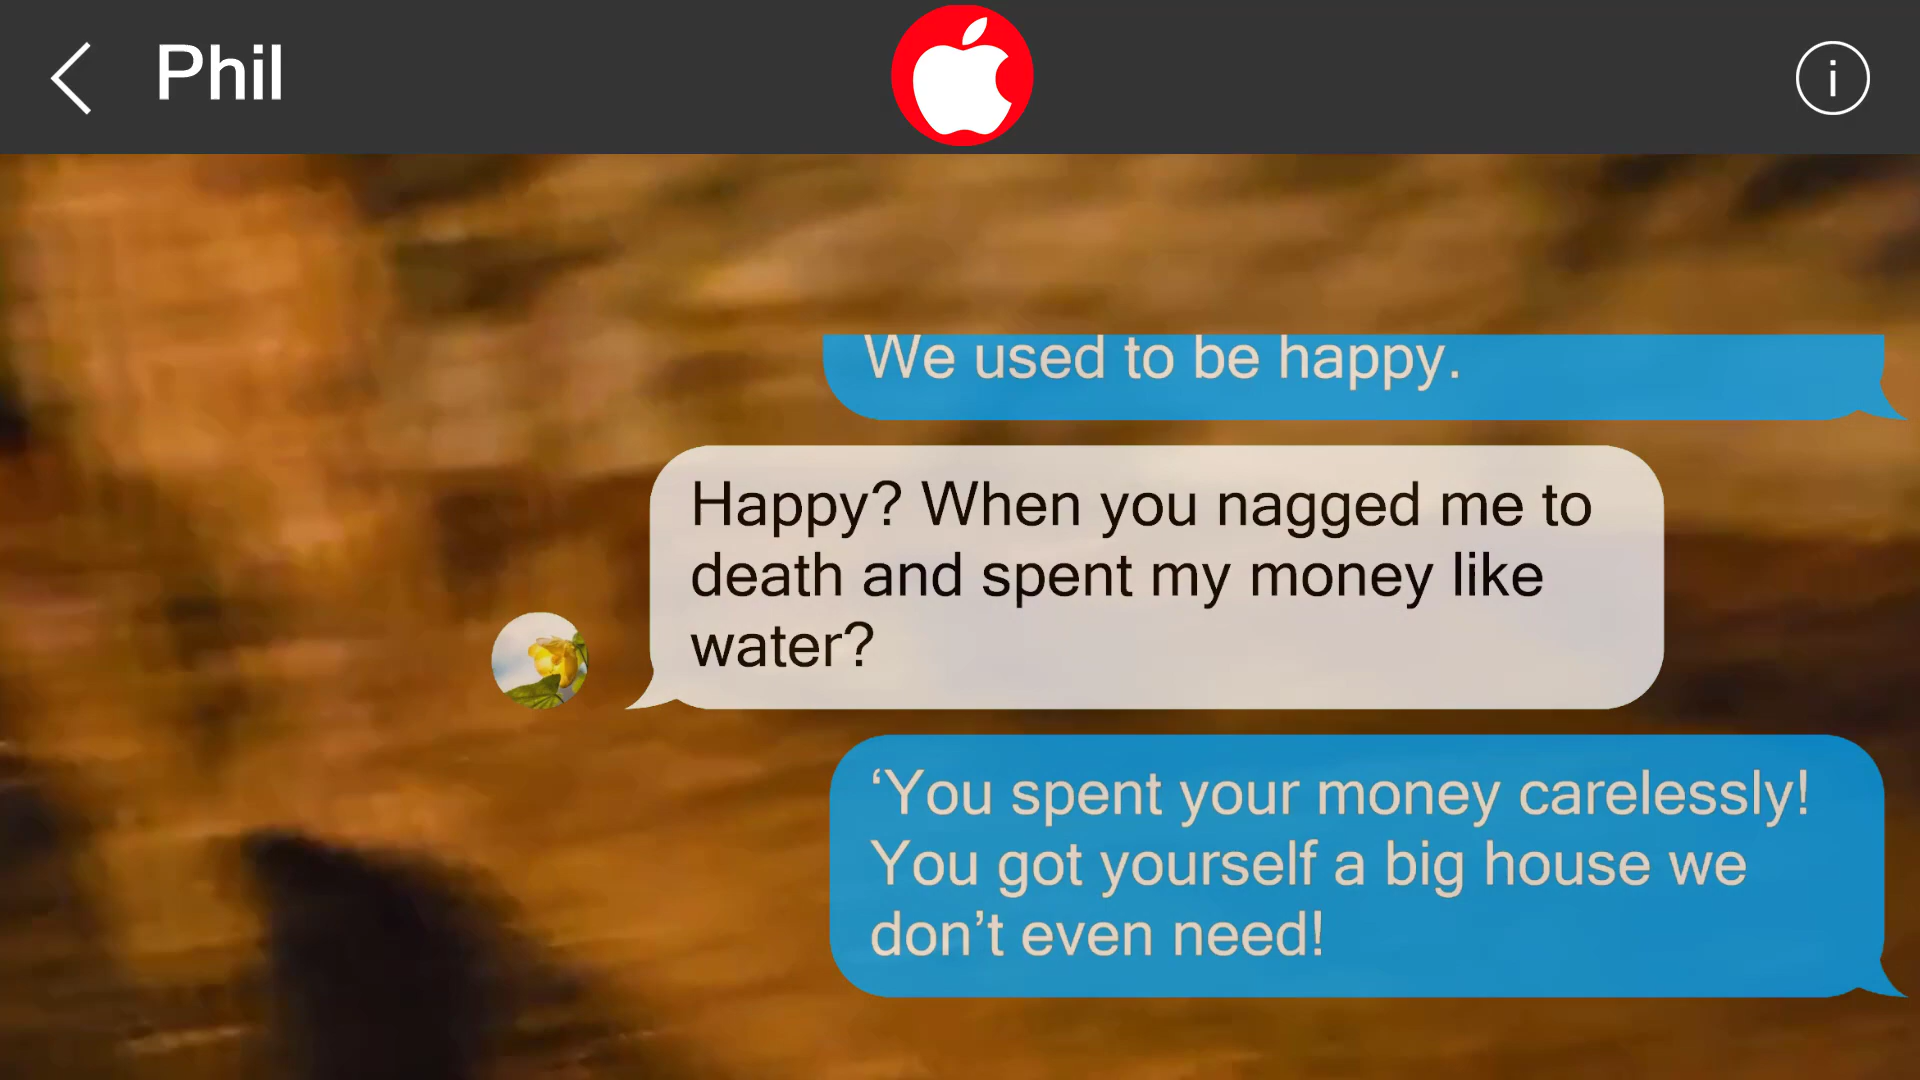 Phil
i
We used to be happy.
Happy? When you nagged me to
death and spent my money like
water?
‘You spent your money carelessly!
You got yourself a big house we
don’t even need!